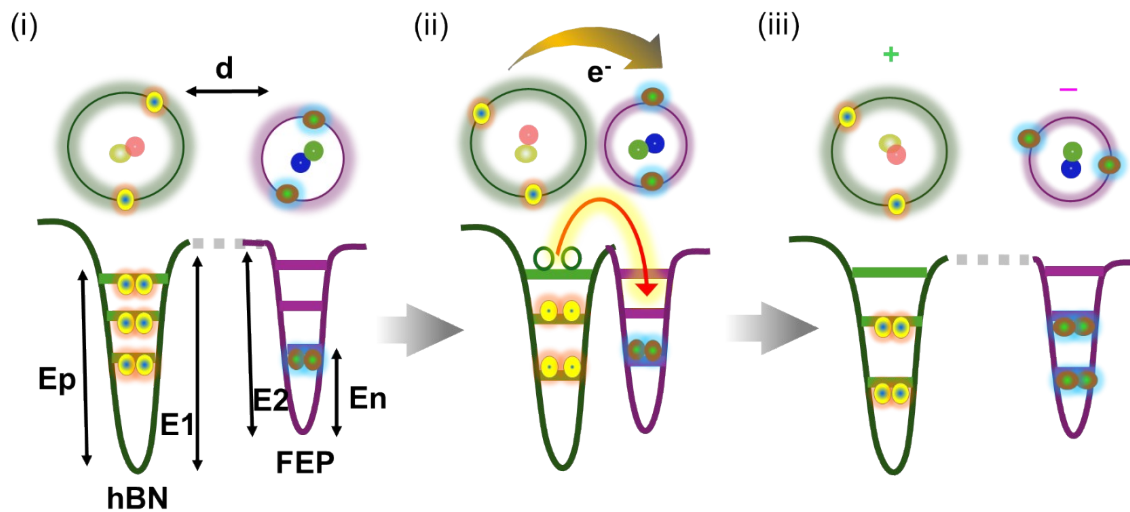 (i)
(ii)
(iii)
d
e-
+
−
Ep
E1
E2
En
hBN
FEP